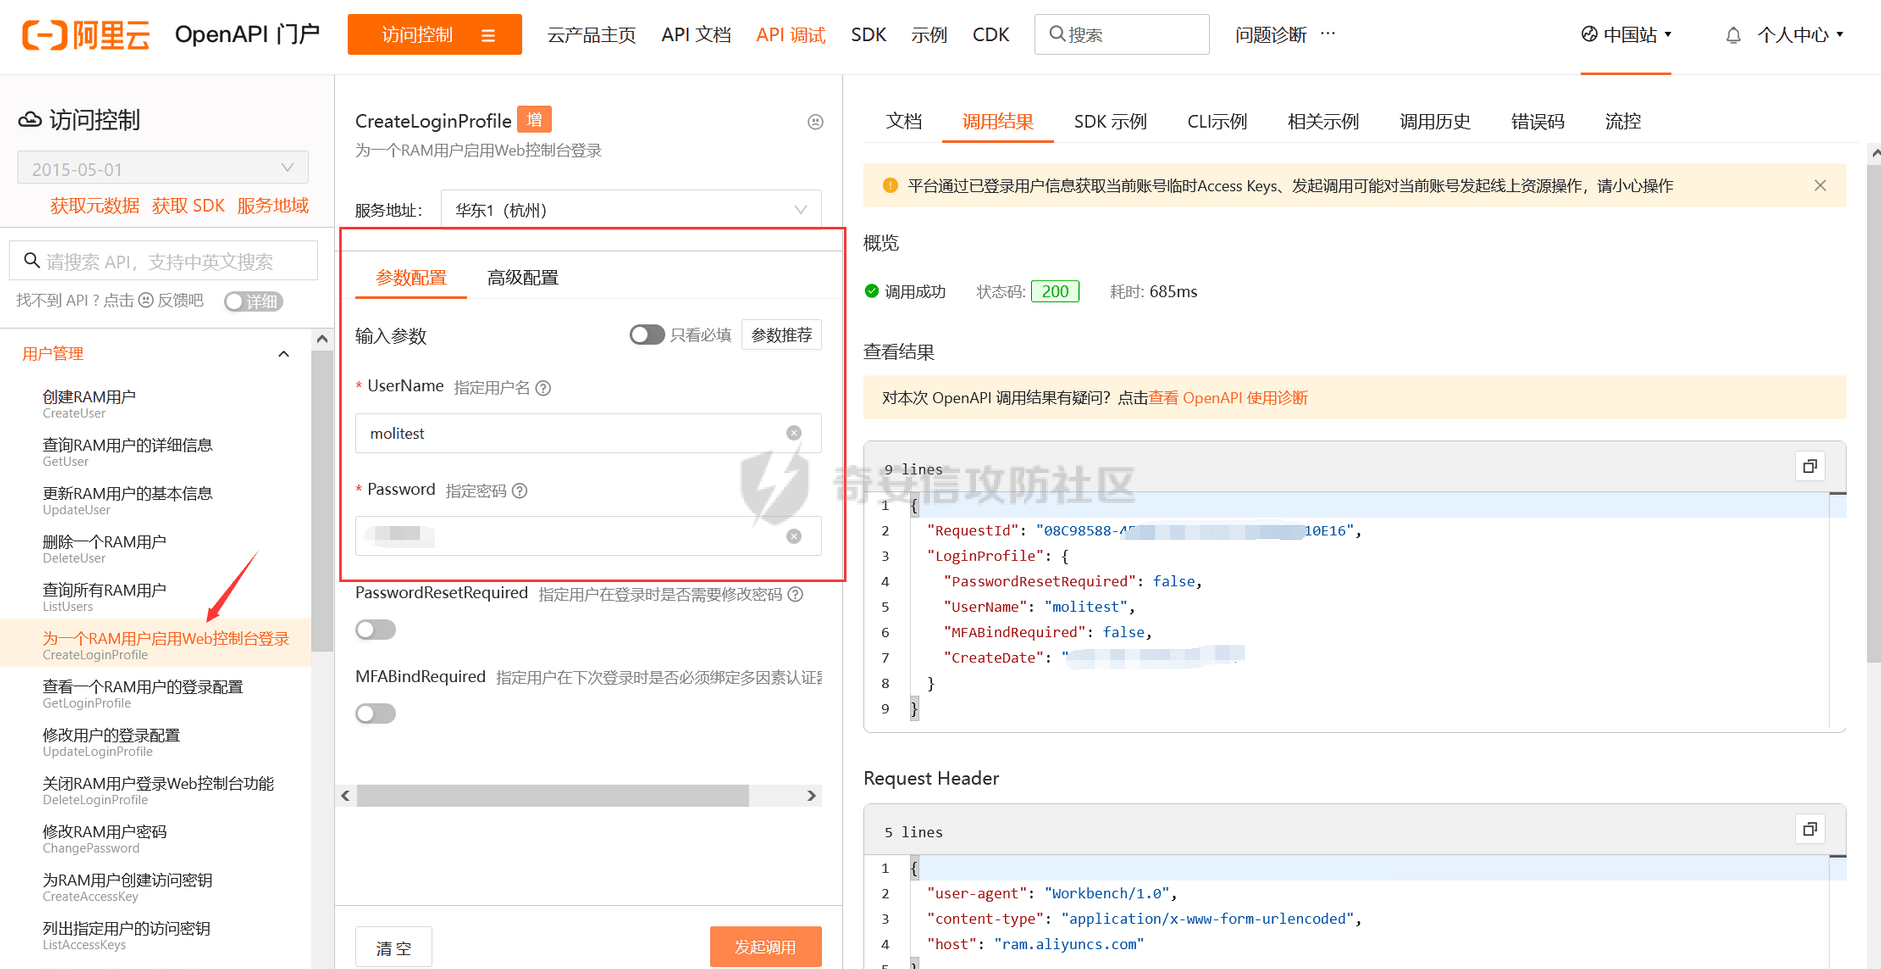 阿里云 OpenAPI 门户 访问控制 云产品主页 API 文档 API 调试 SDK 示例 CDK 搜索 问题诊断 ··· 中国站 个人中心
访问控制
2015-05-01
获取元数据 获取 SDK 服务地域
请搜索 API，支持中英文搜索
找不到 API ? 点击 反馈吧 详细
用户管理
创建RAM用户
CreateUser
查询RAM用户的详细信息
GetUser
更新RAM用户的基本信息
UpdateUser
删除一个RAM用户
DeleteUser
查询所有RAM用户
ListUsers
为一个RAM用户启用Web控制台登录
CreateLoginProfile
查看一个RAM用户的登录配置
GetLoginProfile
修改用户的登录配置
UpdateLoginProfile
关闭RAM用户登录Web控制台功能
DeleteLoginProfile
修改RAM用户密码
ChangePassword
为RAM用户创建访问密钥
CreateAccessKey
列出指定用户的访问密钥
ListAccessKeys
CreateLoginProfile 增
为一个RAM用户启用Web控制台登录
服务地址： 华东1（杭州）
参数配置 高级配置
输入参数 只看必填 参数推荐
* UserName 指定用户名
molitest
* Password 指定密码
PasswordResetRequired 指定用户在登录时是否需要修改密码
MFABindRequired 指定用户在下次登录时是否必须绑定多因素认证
清 空 发起调用
文档 调用结果 SDK 示例 CLI示例 相关示例 调用历史 错误码 流控
平台通过已登录用户信息获取当前账号临时Access Keys、发起调用可能对当前账号发起线上资源操作，请小心操作
概览
调用成功 状态码: 200 耗时: 685ms
查看结果
对本次 OpenAPI 调用结果有疑问？点击查看 OpenAPI 使用诊断
9 lines
奇安信攻防社区
1 {
2 "RequestId": "08C98588-4 10E16",
3 "LoginProfile": {
4 "PasswordResetRequired": false,
5 "UserName": "molitest",
6 "MFABindRequired": false,
7 "CreateDate": "
8 }
9 }
Request Header
5 lines
1 {
2 "user-agent": "Workbench/1.0",
3 "content-type": "application/x-www-form-urlencoded",
4 "host": "ram.aliyuncs.com"
5 }